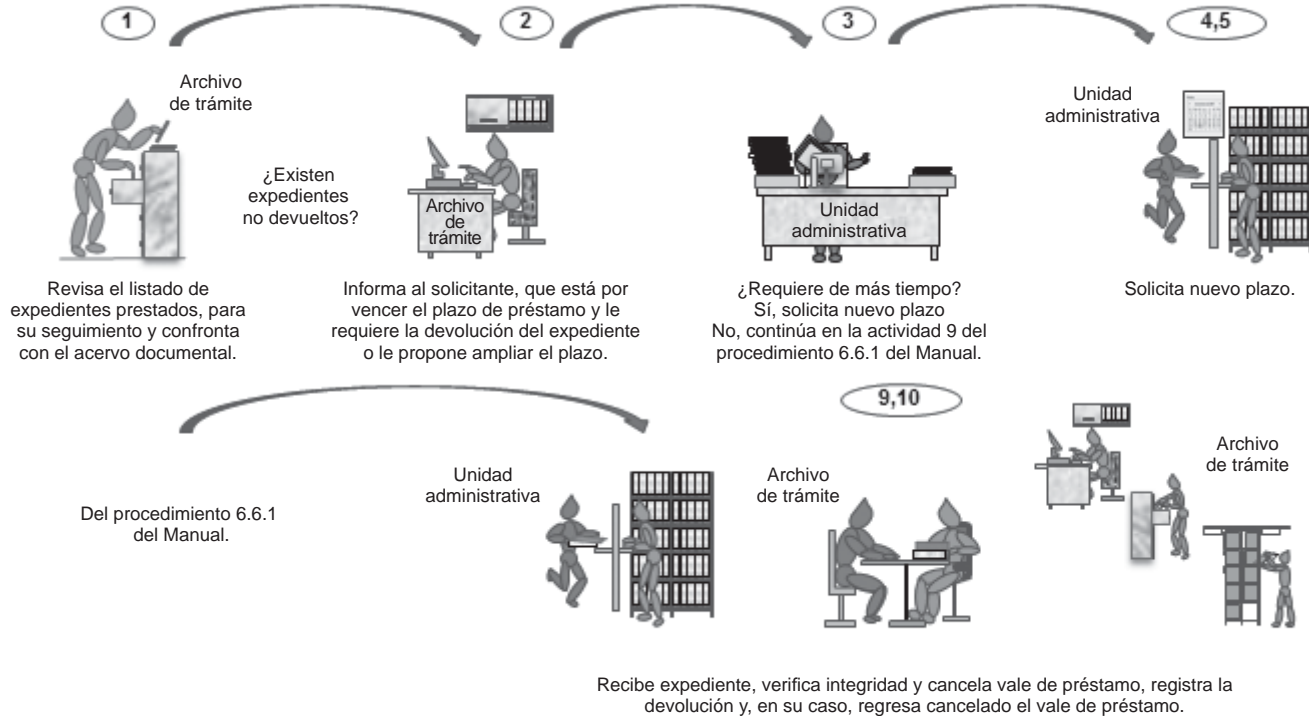 1
2
3
4,5
Archivo
de trámite
¿Existen
expedientes
no devueltos?
Archivo
de
trámite
Unidad
administrativa
Unidad
administrativa
Revisa el listado de
expedientes prestados, para
su seguimiento y confronta
con el acervo documental.
Informa al solicitante, que está por
vencer el plazo de préstamo y le
requiere la devolución del expediente
o le propone ampliar el plazo.
¿Requiere de más tiempo?
Sí, solicita nuevo plazo
No, continúa en la actividad 9 del
procedimiento 6.6.1 del Manual.
Solicita nuevo plazo.
9,10
Del procedimiento 6.6.1
del Manual.
Unidad
administrativa
Archivo
de trámite
Archivo
de trámite
Recibe expediente, verifica integridad y cancela vale de préstamo, registra la
devolución y, en su caso, regresa cancelado el vale de préstamo.